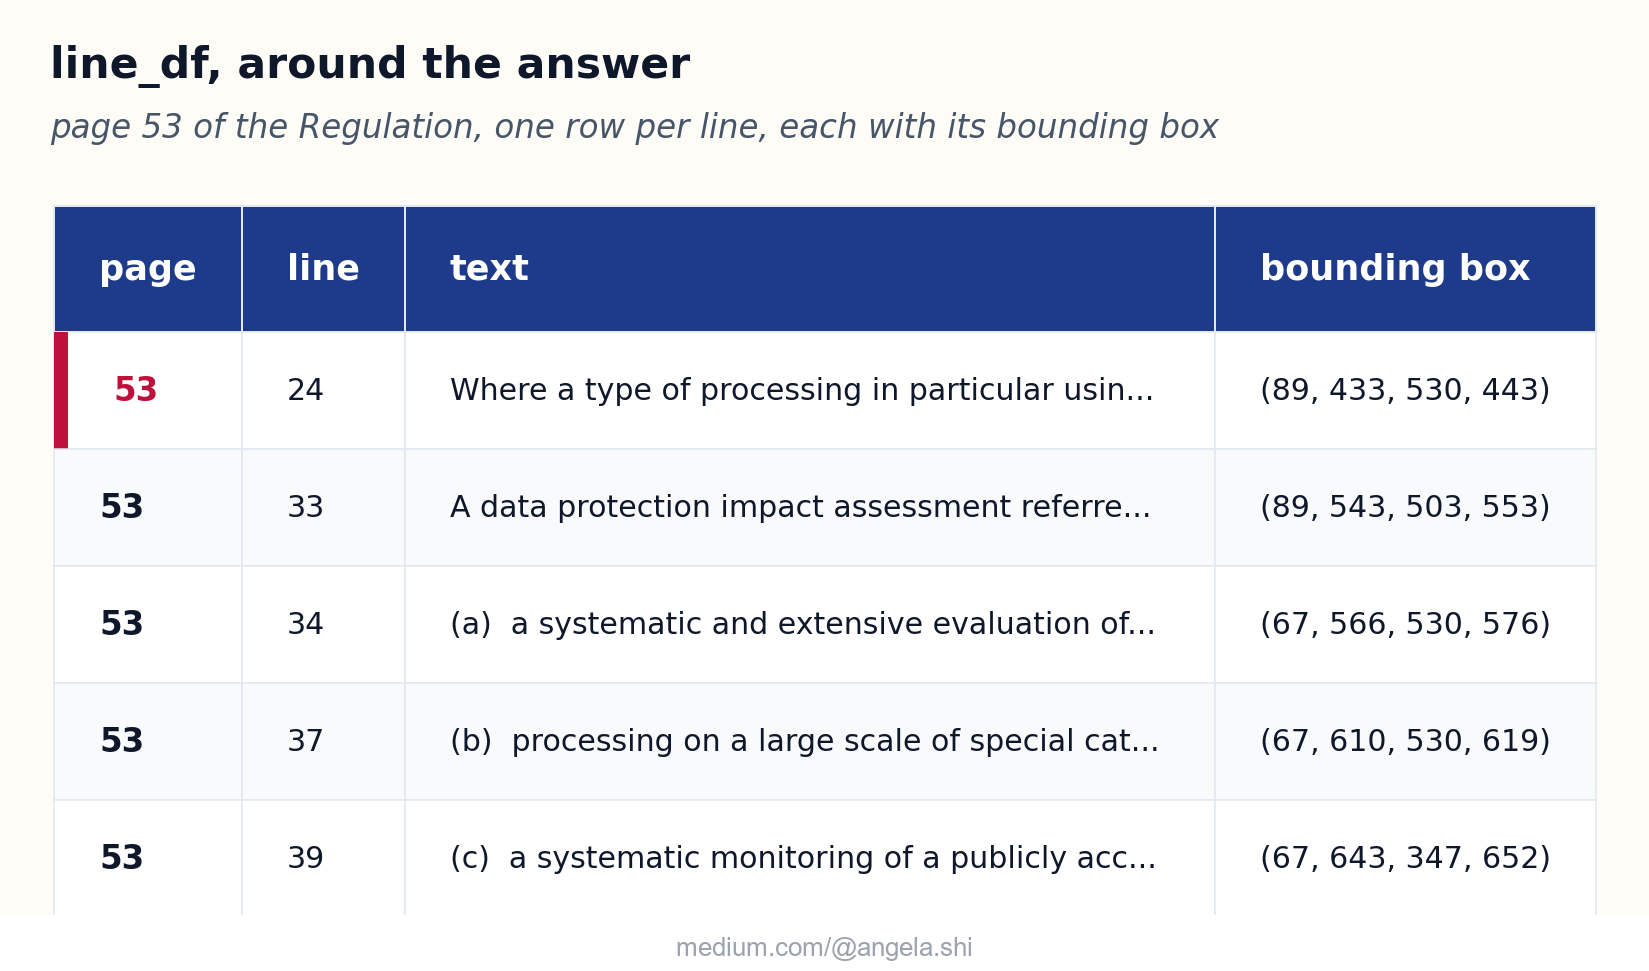 line_df, around the answer
page 53 of the Regulation, one row per line, each with its bounding box
page line text bounding box
53 24 Where a type of processing in particular usin... (89, 433, 530, 443)
53 33 A data protection impact assessment referre... (89, 543, 503, 553)
53 34 (a)  a systematic and extensive evaluation of... (67, 566, 530, 576)
53 37 (b)  processing on a large scale of special cat... (67, 610, 530, 619)
53 39 (c)  a systematic monitoring of a publicly acc... (67, 643, 347, 652)
medium.com/@angela.shi